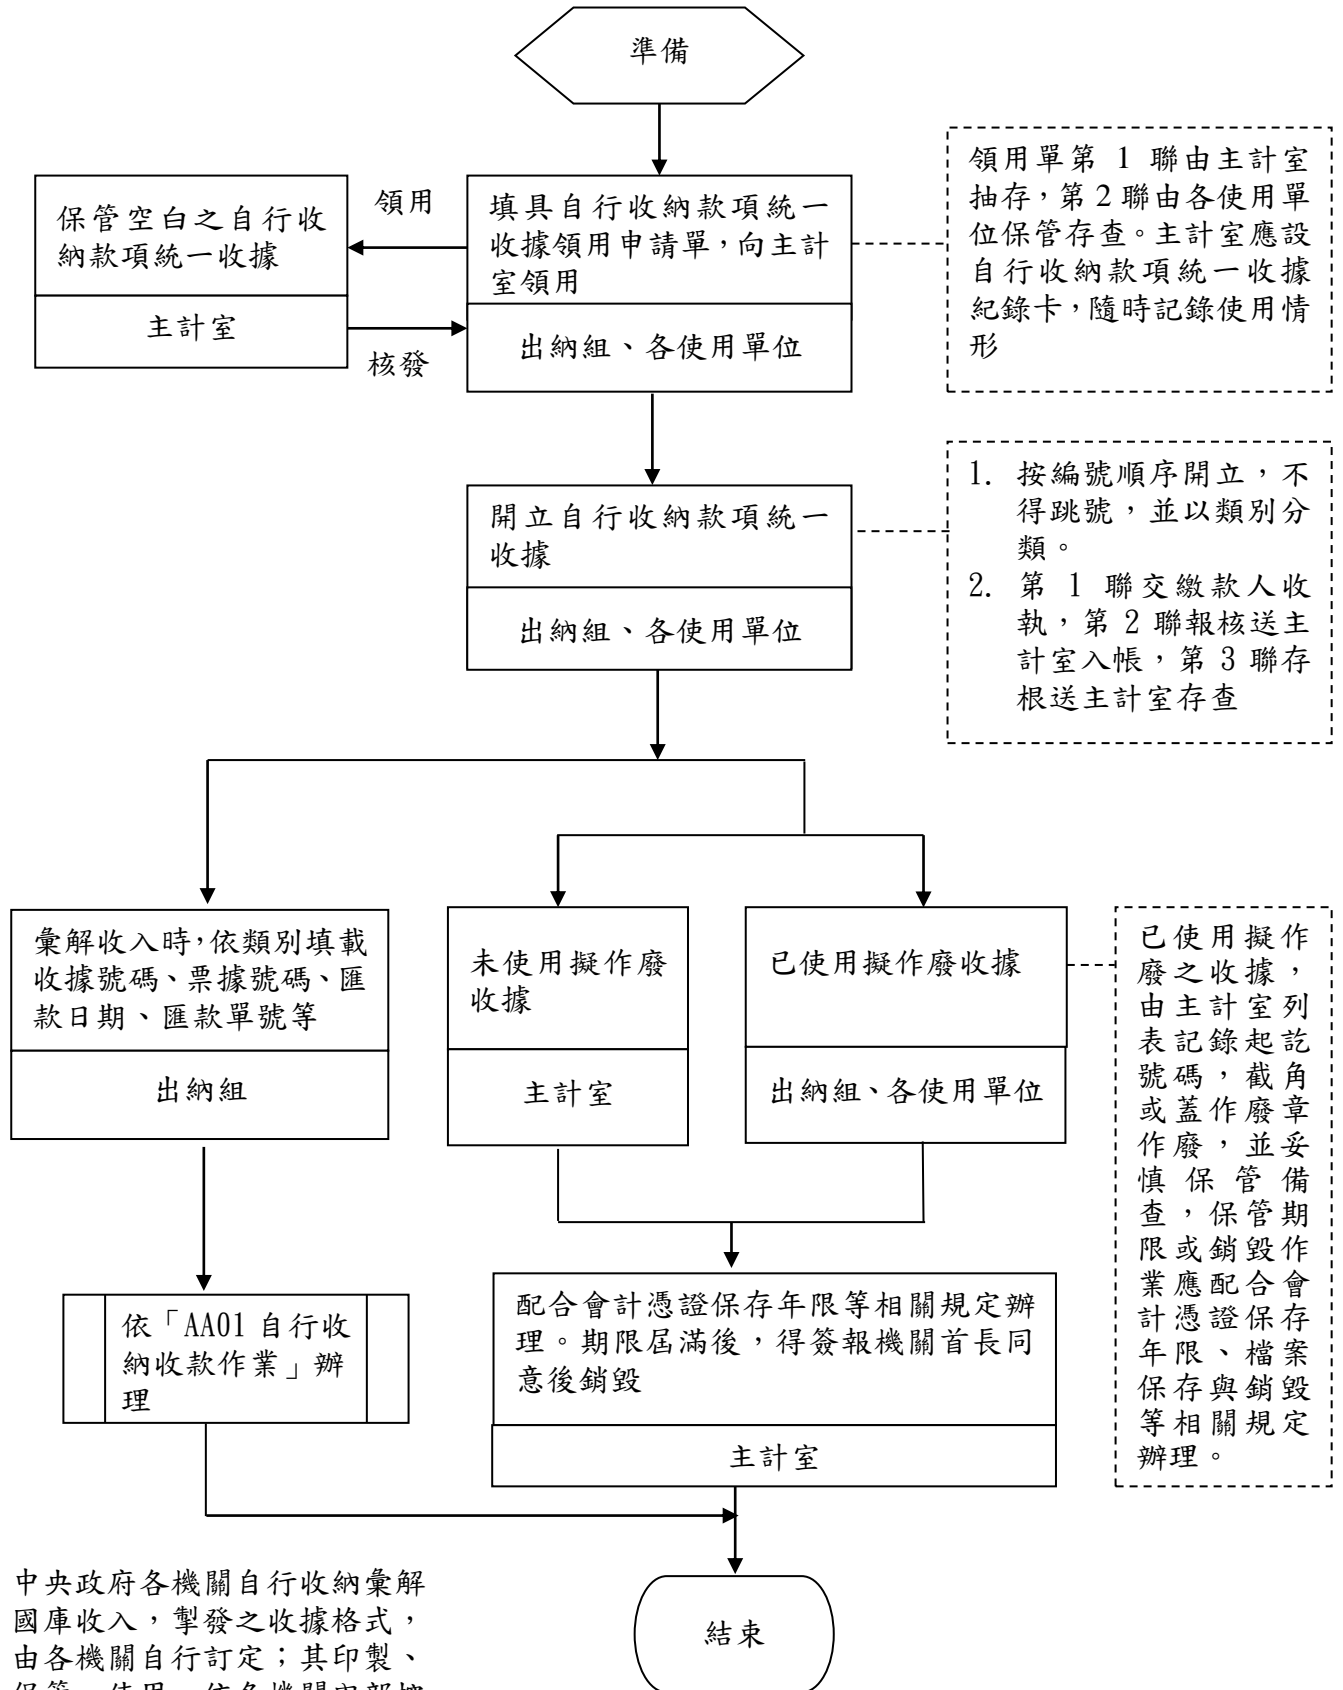 準備
領用單第 1 聯由主計室
抽存，第 2 聯由各使用單
位保管存查。主計室應設
自行收納款項統一收據
紀錄卡，隨時記錄使用情
形
保管空白之自行收
納款項統一收據
主計室
領用
核發
填具自行收納款項統一
收據領用申請單，向主計
室領用
出納組、各使用單位
開立自行收納款項統一
收據
出納組、各使用單位
1. 按編號順序開立，不
得跳號，並以類別分
類。
2. 第 1 聯交繳款人收
執，第 2 聯報核送主
計室入帳，第 3 聯存
根送主計室存查
彙解收入時，依類別填載
收據號碼、票據號碼、匯
款日期、匯款單號等
出納組
未使用擬作廢
收據
主計室
已使用擬作廢收據
出納組、各使用單位
已使用擬作
廢之收據，
由主計室列
表記錄起訖
號碼，截角
或蓋作廢章
作廢，並妥
慎保管備
查，保管期
限或銷毀作
業應配合會
計憑證保存
年限、檔案
保存與銷毀
等相關規定
辦理。
依「AA01 自行收
納收款作業」辦
理
配合會計憑證保存年限等相關規定辦
理。期限屆滿後，得簽報機關首長同
意後銷毀
主計室
結束
中央政府各機關自行收納彙解
國庫收入，掣發之收據格式，
由各機關自行訂定；其印製、